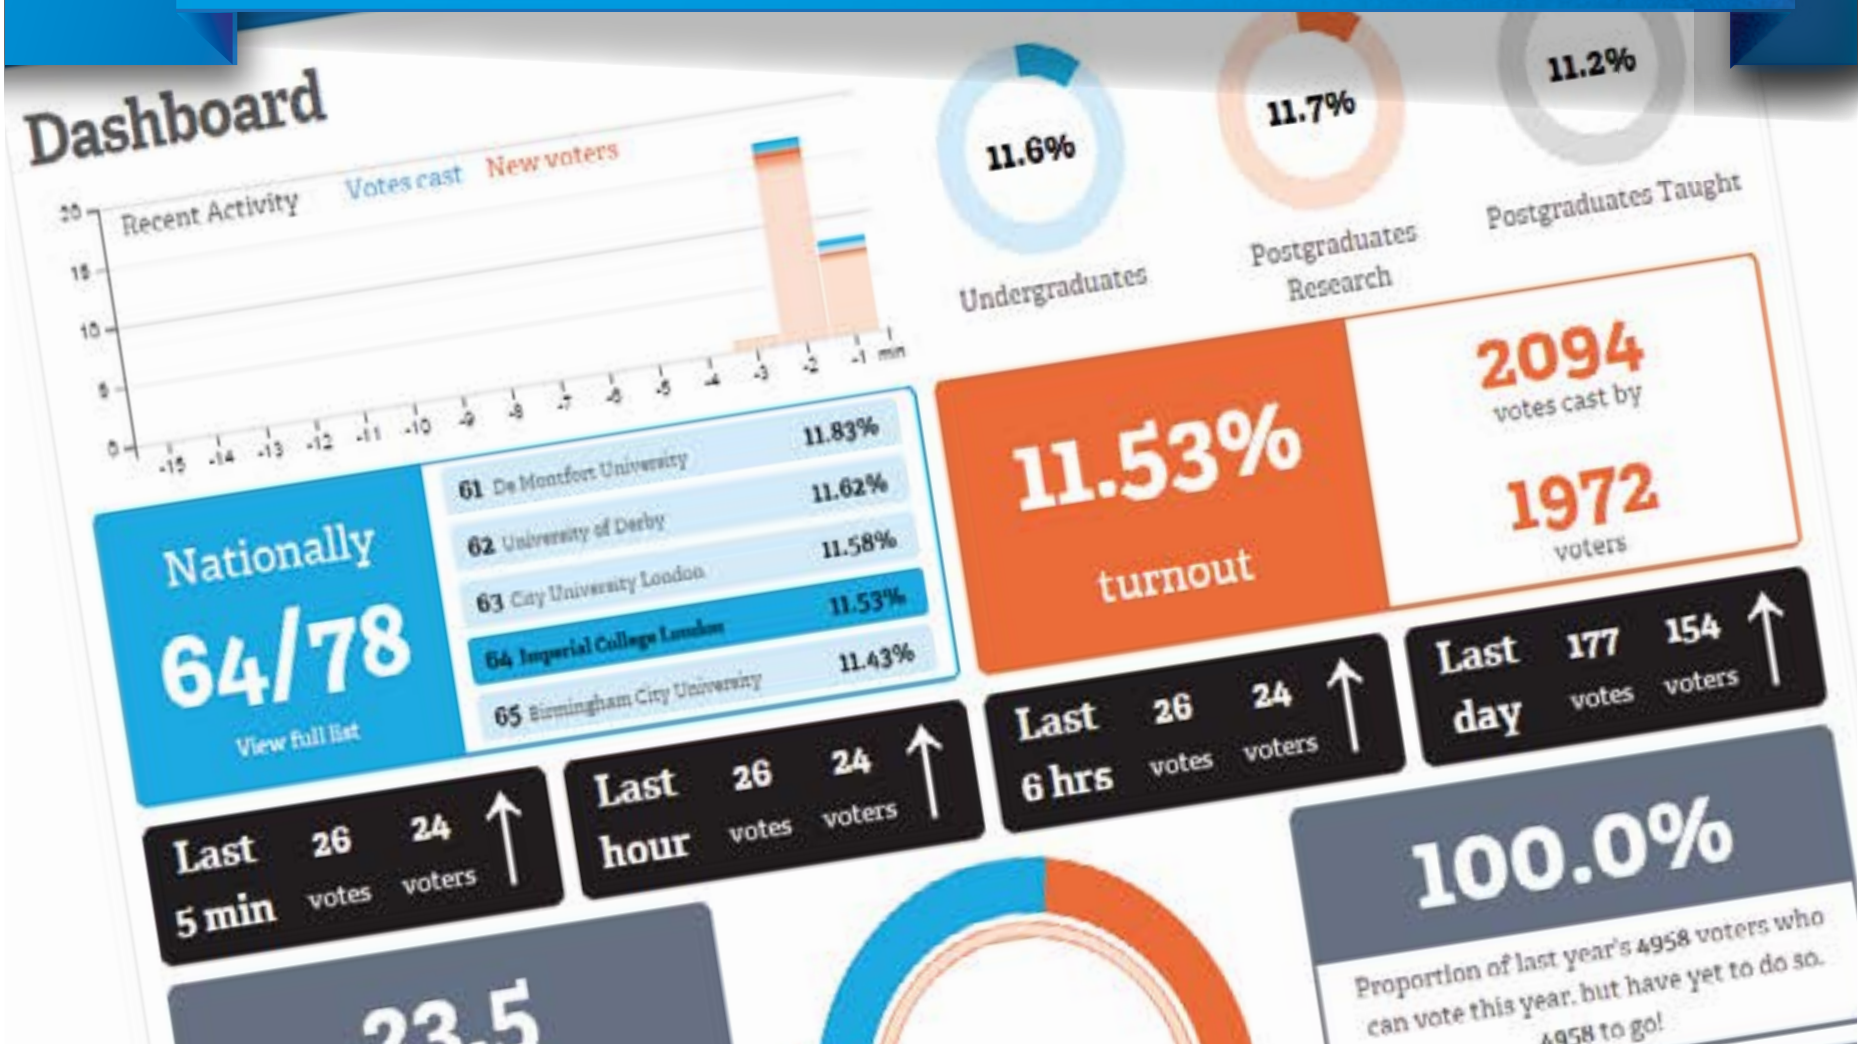 Dashboard
Recent Activity Votes cast New voters
20
15
10
5
0
-15 -14 -13 -12 -11 -10 -9 -8 -7 -6 -5 -4 -3 -2 -1 min
11.6%
Undergraduates
11.7%
Postgraduates
Research
11.2%
Postgraduates Taught
Nationally
64/78
View full list
61 De Montfort University 11.83%
62 University of Derby 11.62%
63 City University London 11.58%
64 Imperial College London 11.53%
65 Birmingham City University 11.43%
11.53%
turnout
2094
votes cast by
1972
voters
Last 26 24
5 min votes voters
Last 26 24
hour votes voters
Last 26 24
6 hrs votes voters
Last 177 154
day votes voters
23.5
100.0%
Proportion of last year's 4958 voters who
can vote this year, but have yet to do so.
4958 to go!